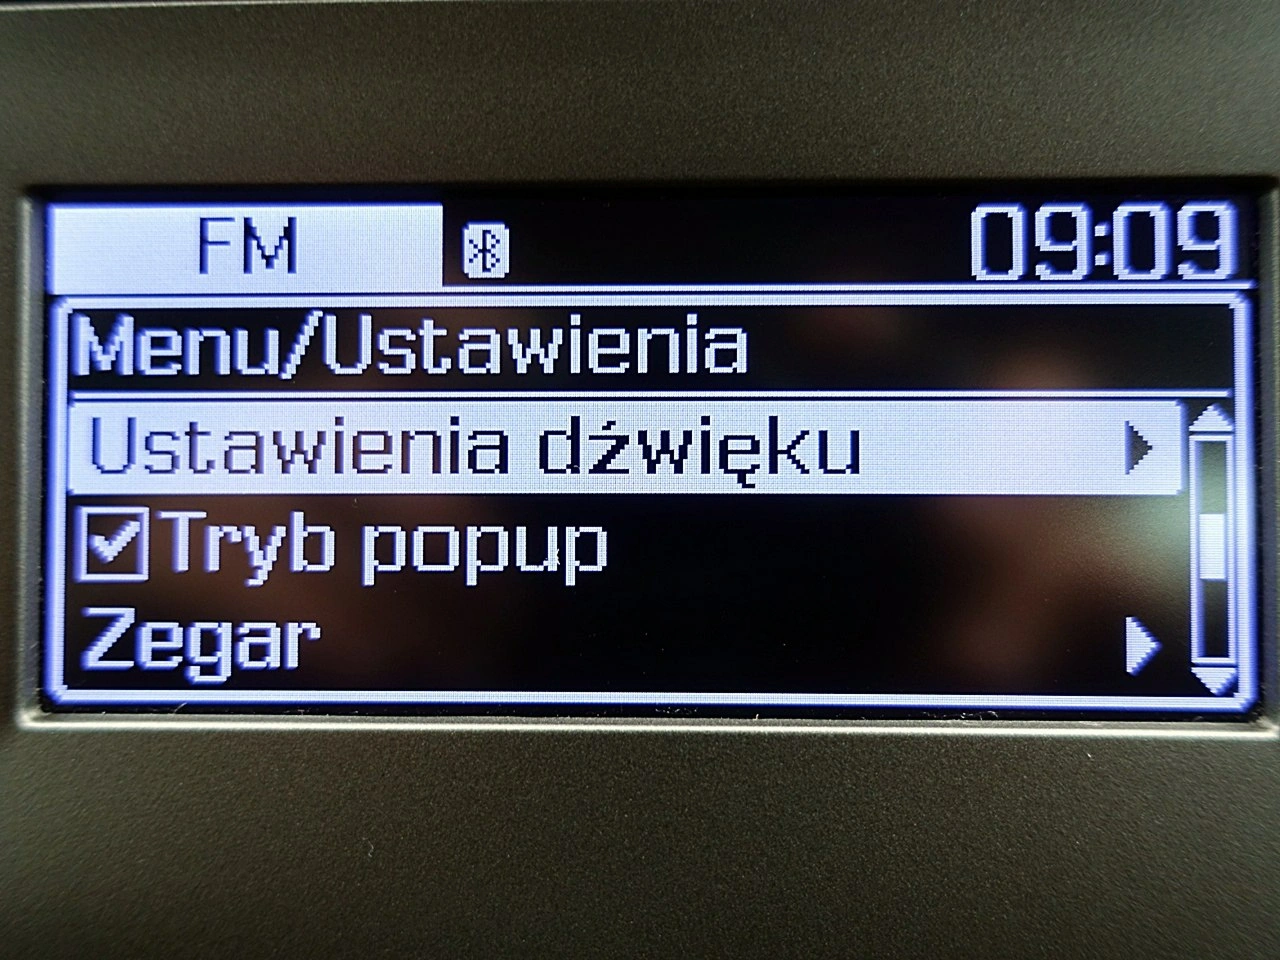 FM 09:09
Menu/Ustawienia
Ustawienia dźwięku
Tryb popup
Zegar